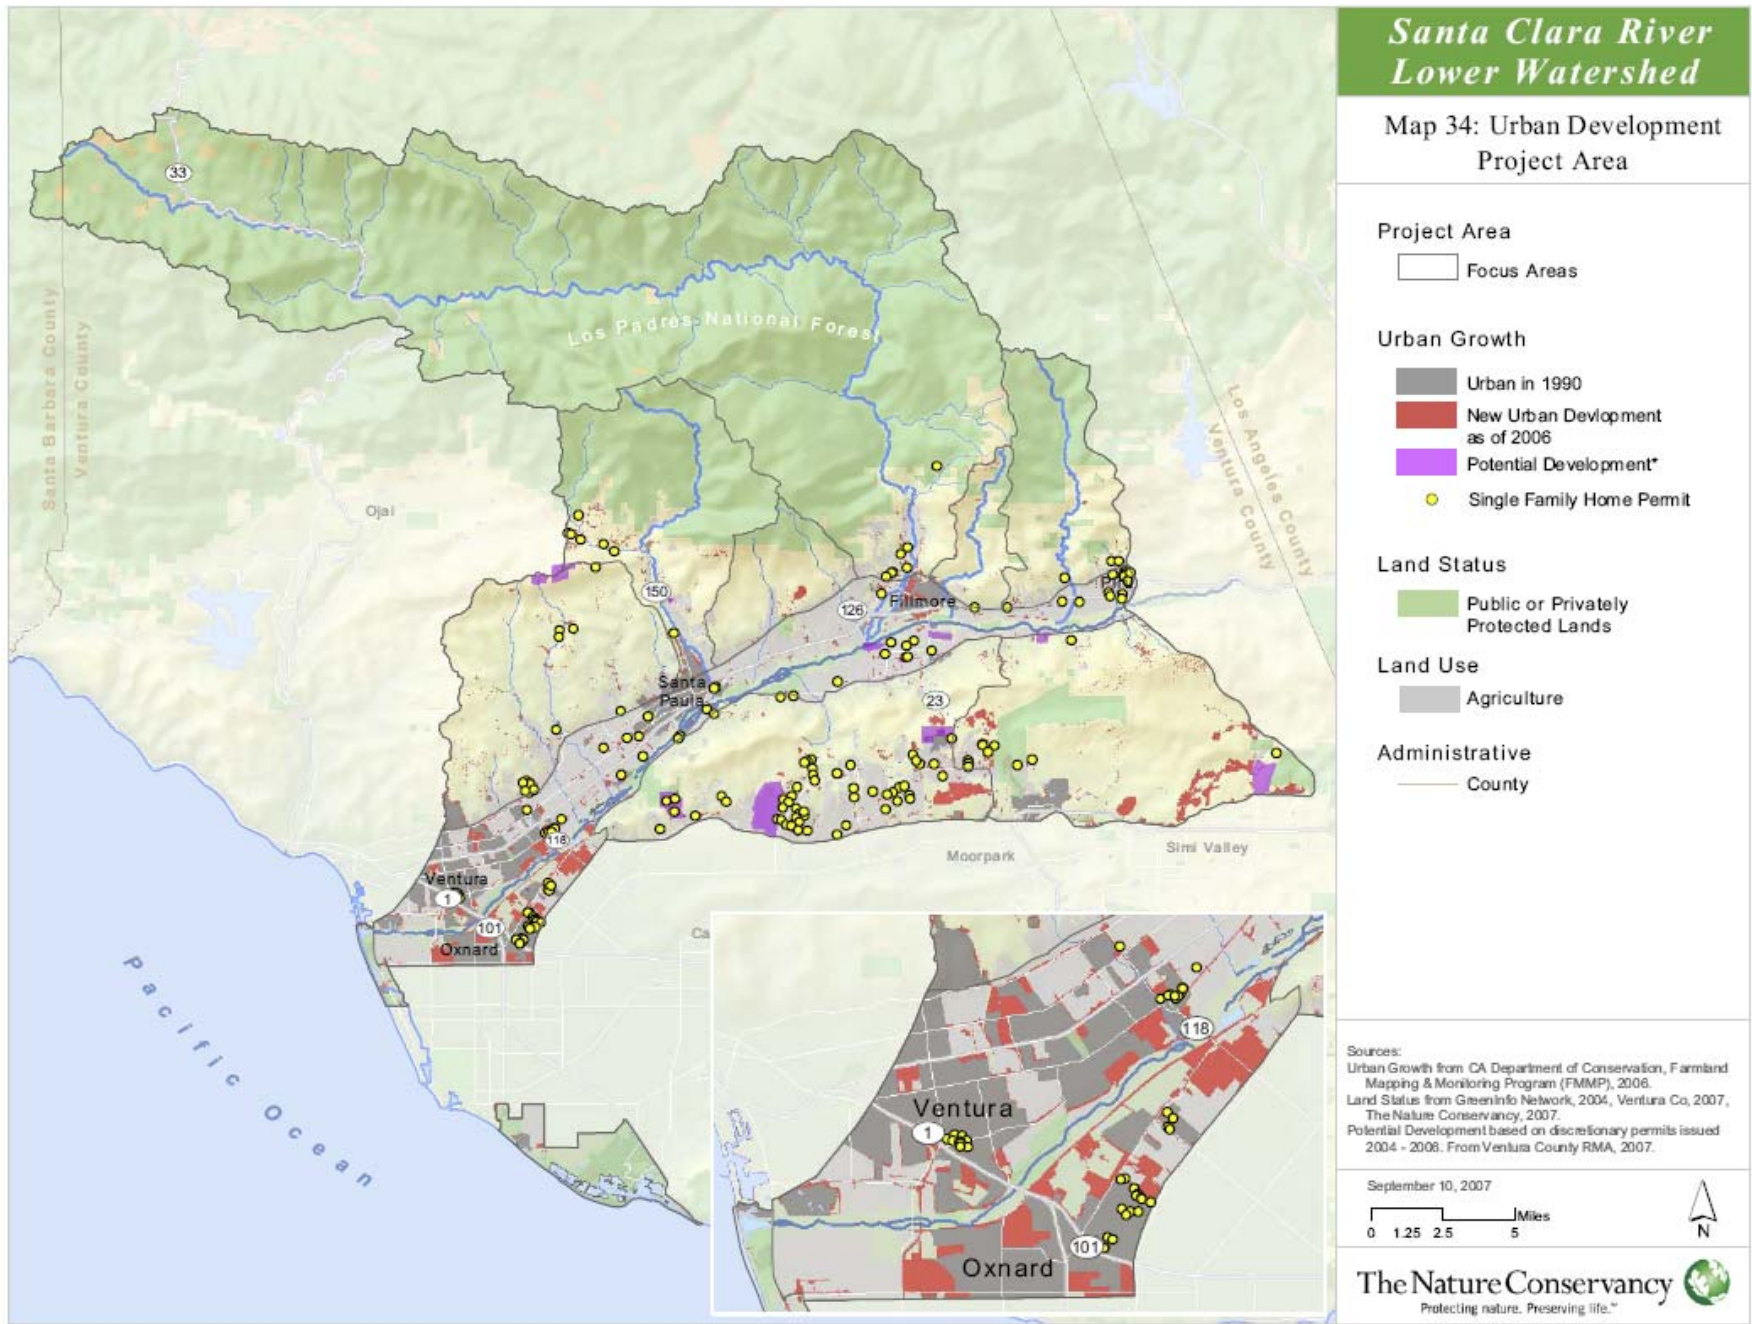 Santa Clara River
Lower Watershed
Map 34: Urban Development
Project Area
Project Area
Focus Areas
Urban Growth
Urban in 1990
New Urban Devlopment
as of 2006
Potential Development*
Single Family Home Permit
Land Status
Public or Privately
Protected Lands
Land Use
Agriculture
Administrative
County
Sources:
Urban Growth from CA Department of Conservation, Farmland
Mapping & Monitoring Program (FMMP), 2006.
Land Status from GreenInfo Network, 2004, Ventura Co, 2007,
The Nature Conservancy, 2007.
Potential Development based on discretionary permits issued
2004 - 2006. From Ventura County RMA, 2007.
September 10, 2007
Miles
0 1.25 2.5 5
N
The Nature Conservancy
Protecting nature. Preserving life.™
33
Los Padres National Forest
Santa Barbara County
Ventura County
Los Angeles County
Ventura County
Ojai
150
126
Fillmore
Santa
Paula
23
118
Moorpark
Simi Valley
Ventura
1
101
Oxnard
Ca
Pacific Ocean
118
Ventura
1
101
Oxnard